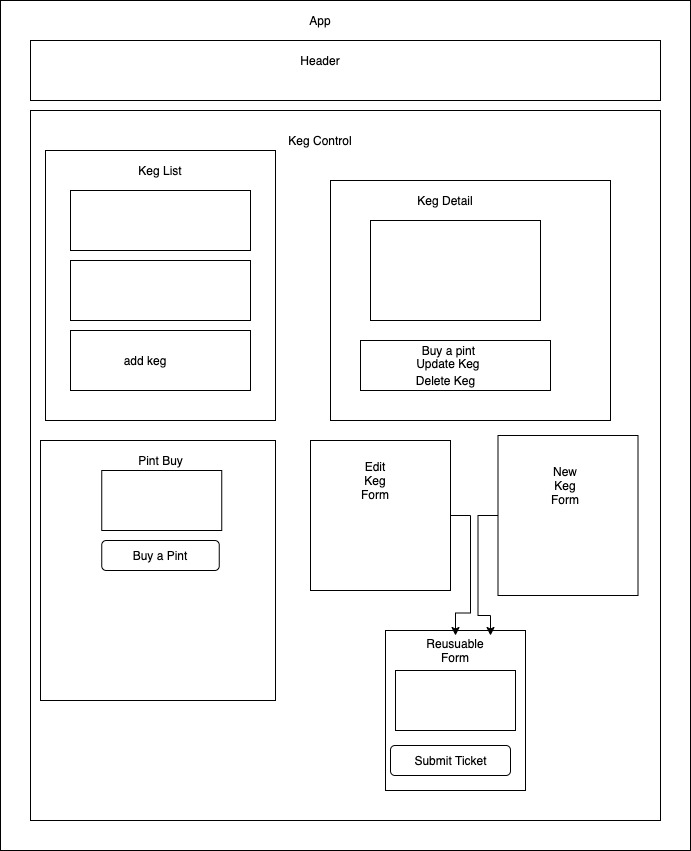 App
Header
Keg Control
Keg List
add keg
Keg Detail
Buy a pint
Update Keg
Delete Keg
Pint Buy
Buy a Pint
Edit
Keg
Form
New
Keg
Form
Reusuable
Form
Submit Ticket